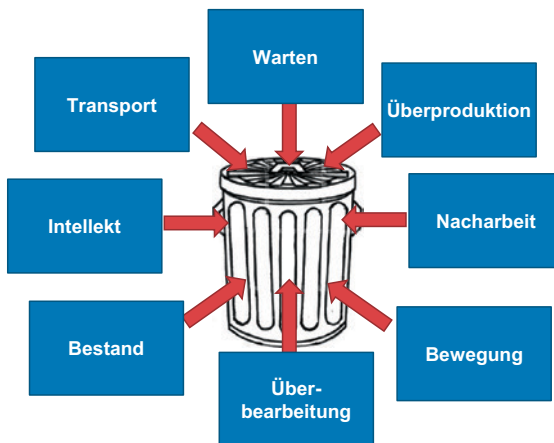 Warten
Transport
Überproduktion
Intellekt
Nacharbeit
Bestand
Über-
bearbeitung
Bewegung